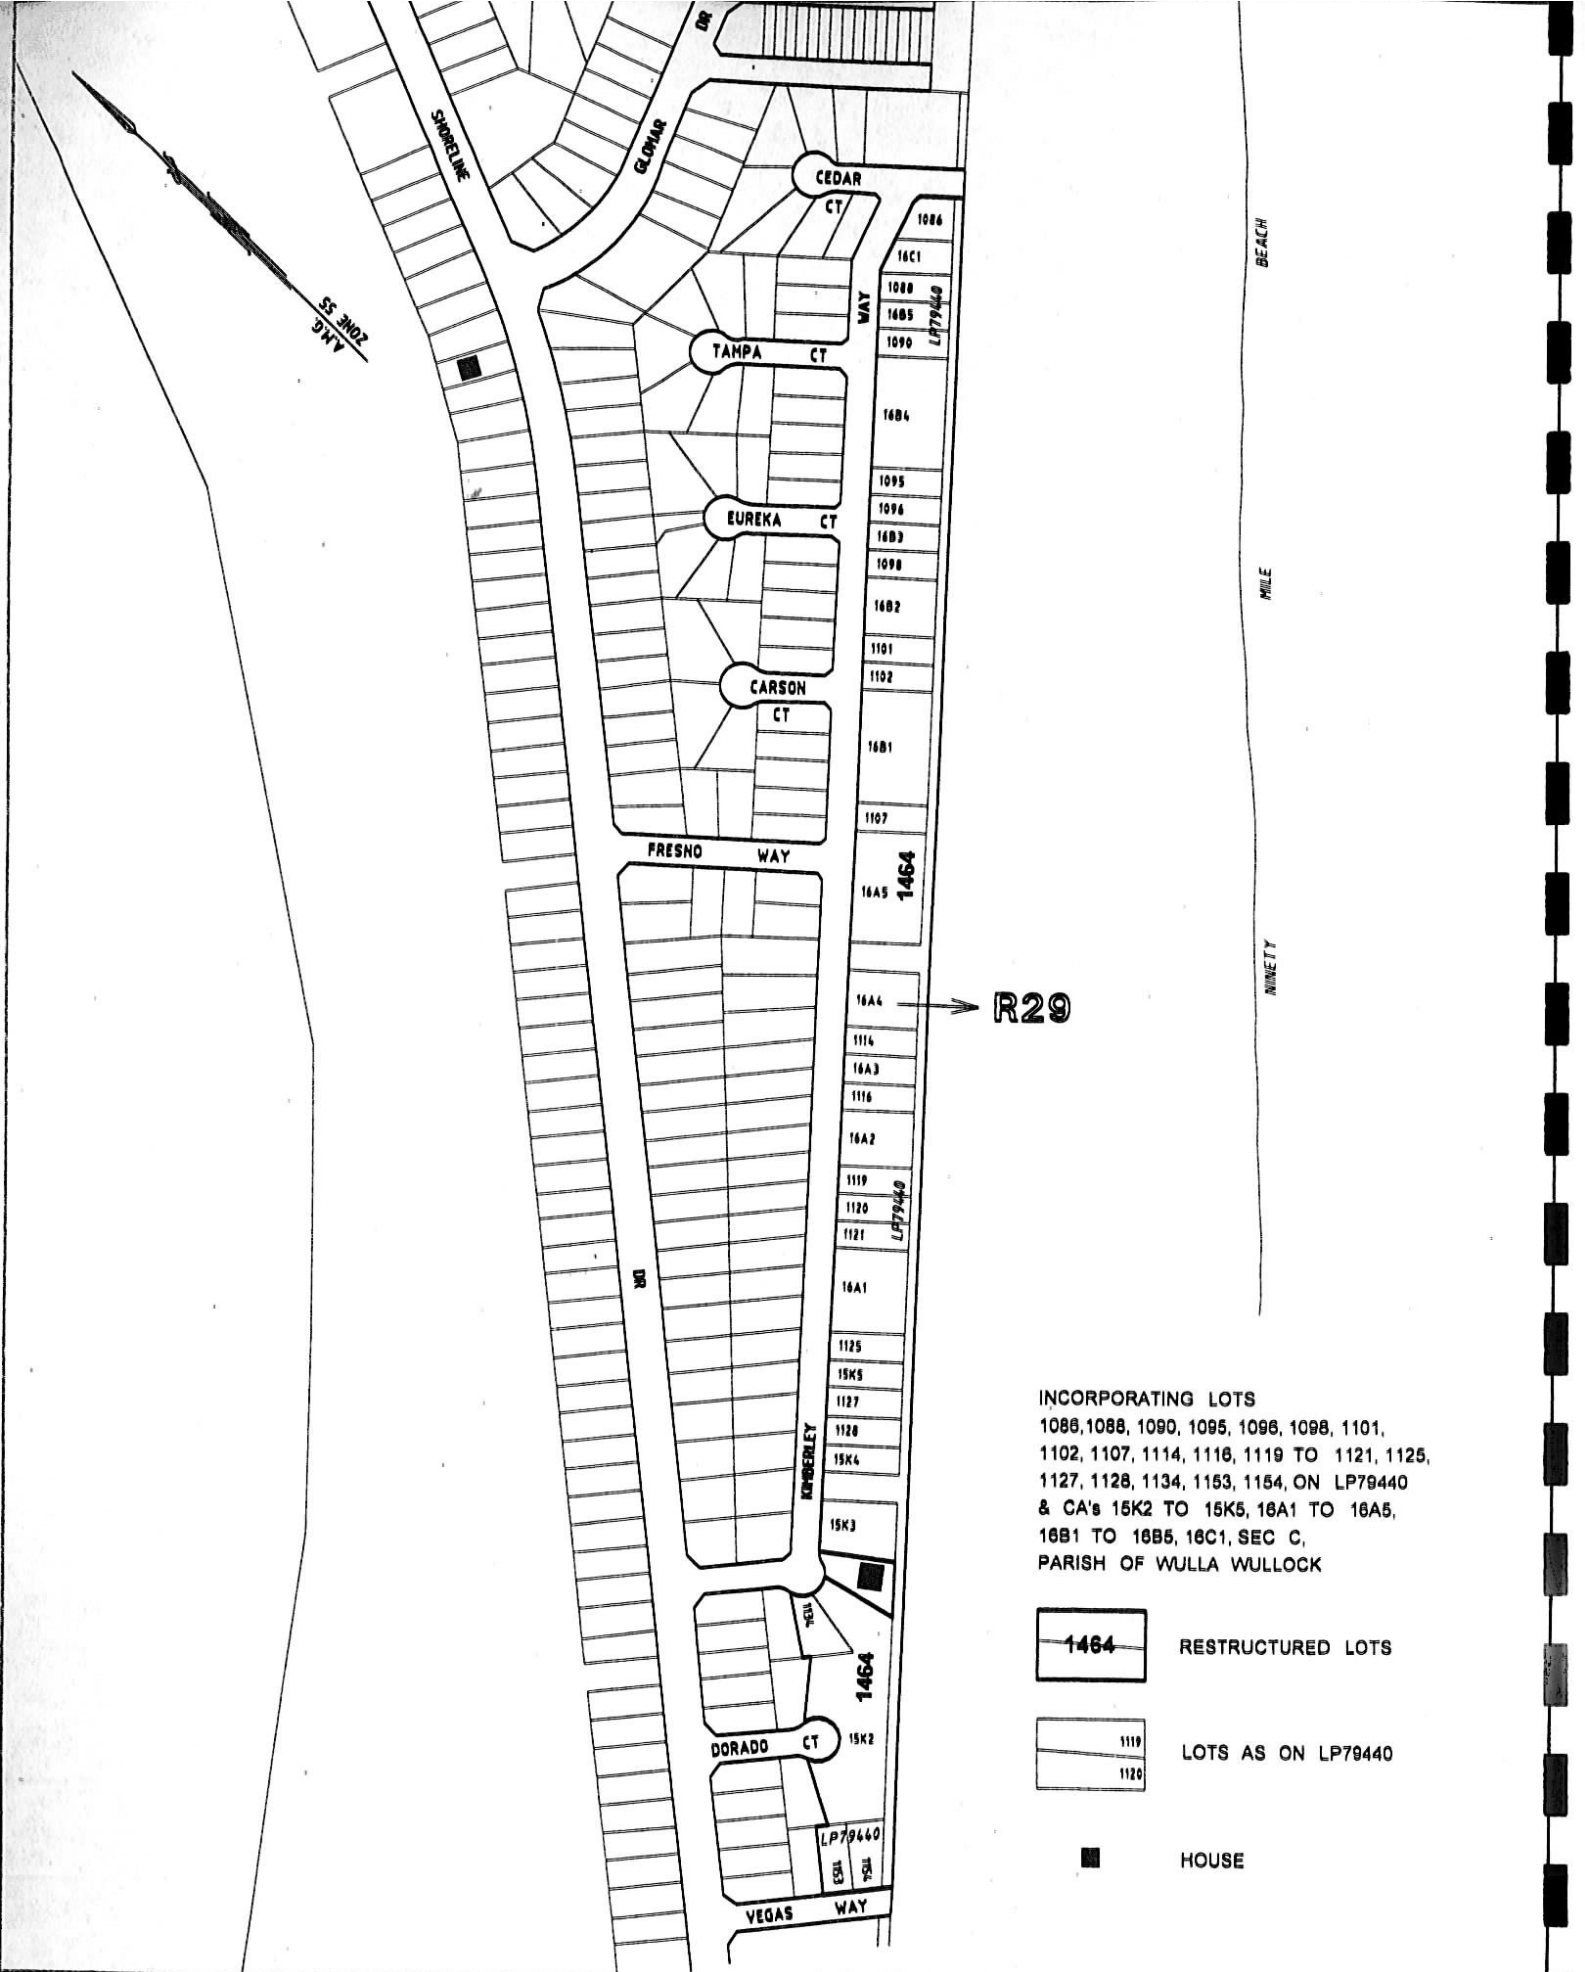 DR
SHORELINE
GLOMAR
CEDAR
CT
1086
16C1
1088
16B5
1090
LP79440
WAY
BEACH
A.M.G.
ZONE 55
TAMPA CT
16B4
1095
1096
16B3
1098
EUREKA CT
16B2
MILE
1101
1102
CARSON
CT
16B1
1107
FRESNO WAY
16A5
1464
NINETY
16A4
R29
1114
16A3
1116
16A2
1119
1120
1121
LP79440
DR
16A1
1125
15K5
1127
1128
15K4
KIMBERLEY
15K3
1134
1464
DORADO CT
15K2
LP79440
1153
1154
VEGAS WAY
INCORPORATING LOTS
1086,1088, 1090, 1095, 1096, 1098, 1101,
1102, 1107, 1114, 1116, 1119 TO 1121, 1125,
1127, 1128, 1134, 1153, 1154, ON LP79440
& CA's 15K2 TO 15K5, 16A1 TO 16A5,
16B1 TO 16B5, 16C1, SEC C,
PARISH OF WULLA WULLOCK
1464
RESTRUCTURED LOTS
1119
1120
LOTS AS ON LP79440
HOUSE